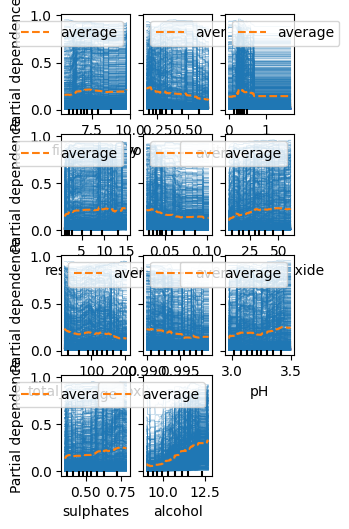 1.0
0.5
0.0
Partial dependence
average
average
average
7.5
10.0
0.25
0.50
0
1
1.0
0.5
0.0
Partial dependence
average
average
average
5
10
15
0.05
0.10
25
50
1.0
0.5
0.0
Partial dependence
average
average
average
100
200
0.990
0.995
3.0
3.5
pH
1.0
0.5
0.0
Partial dependence
average
average
0.50
0.75
10.0
12.5
sulphates
alcohol